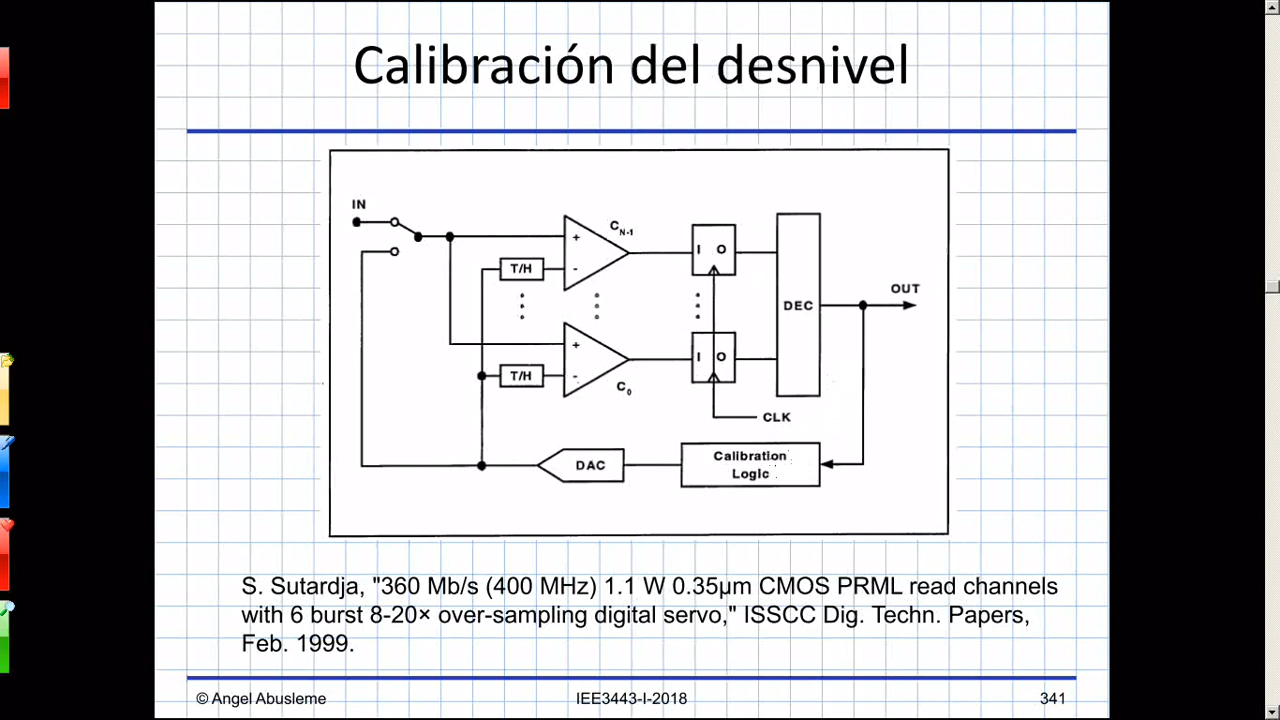 Calibración del desnivel
IN
C N-1
+
T/H
-
I O
OUT
DEC
+
I O
T/H
-
C 0
CLK
DAC
Calibration
Logic
S. Sutardja, "360 Mb/s (400 MHz) 1.1 W 0.35µm CMOS PRML read channels
with 6 burst 8-20× over-sampling digital servo," ISSCC Dig. Techn. Papers,
Feb. 1999.
© Angel Abusleme
IEE3443-I-2018
341